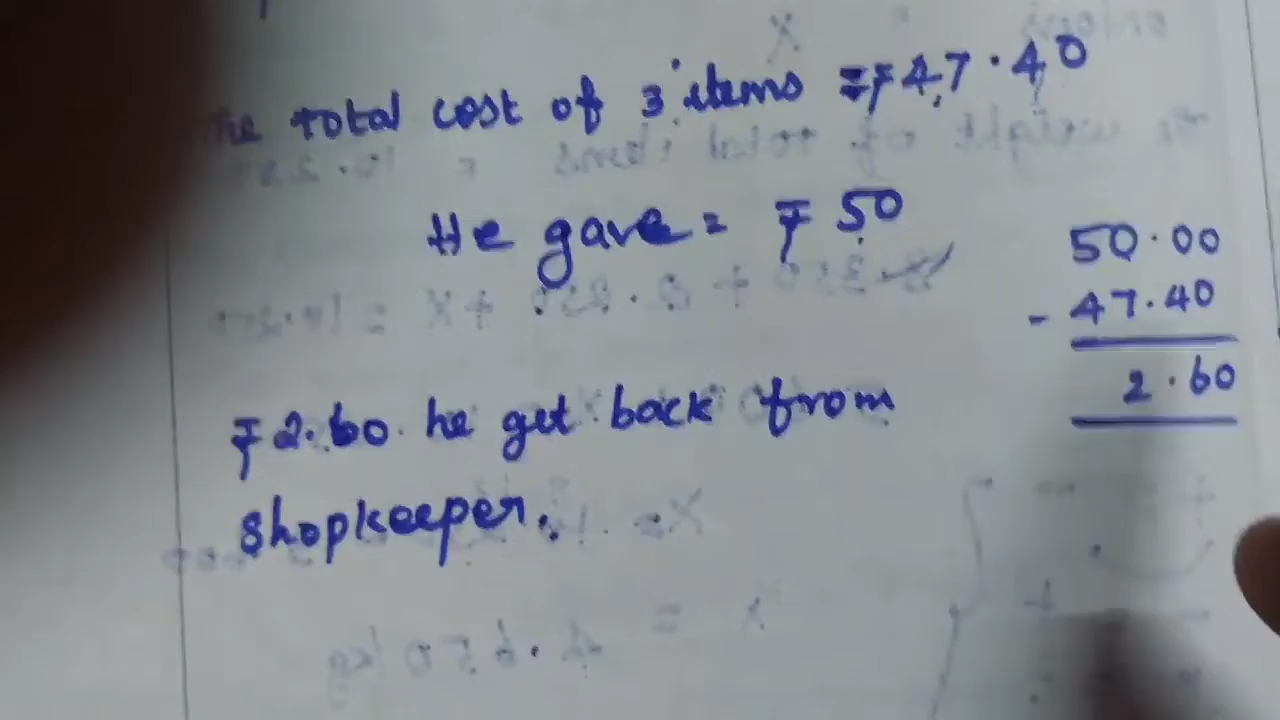 he total cost of 3 items = ₹47.40
He gave = ₹ 50
50.00
- 47.40
2.60
₹2.60 he get back from
shopkeeper.